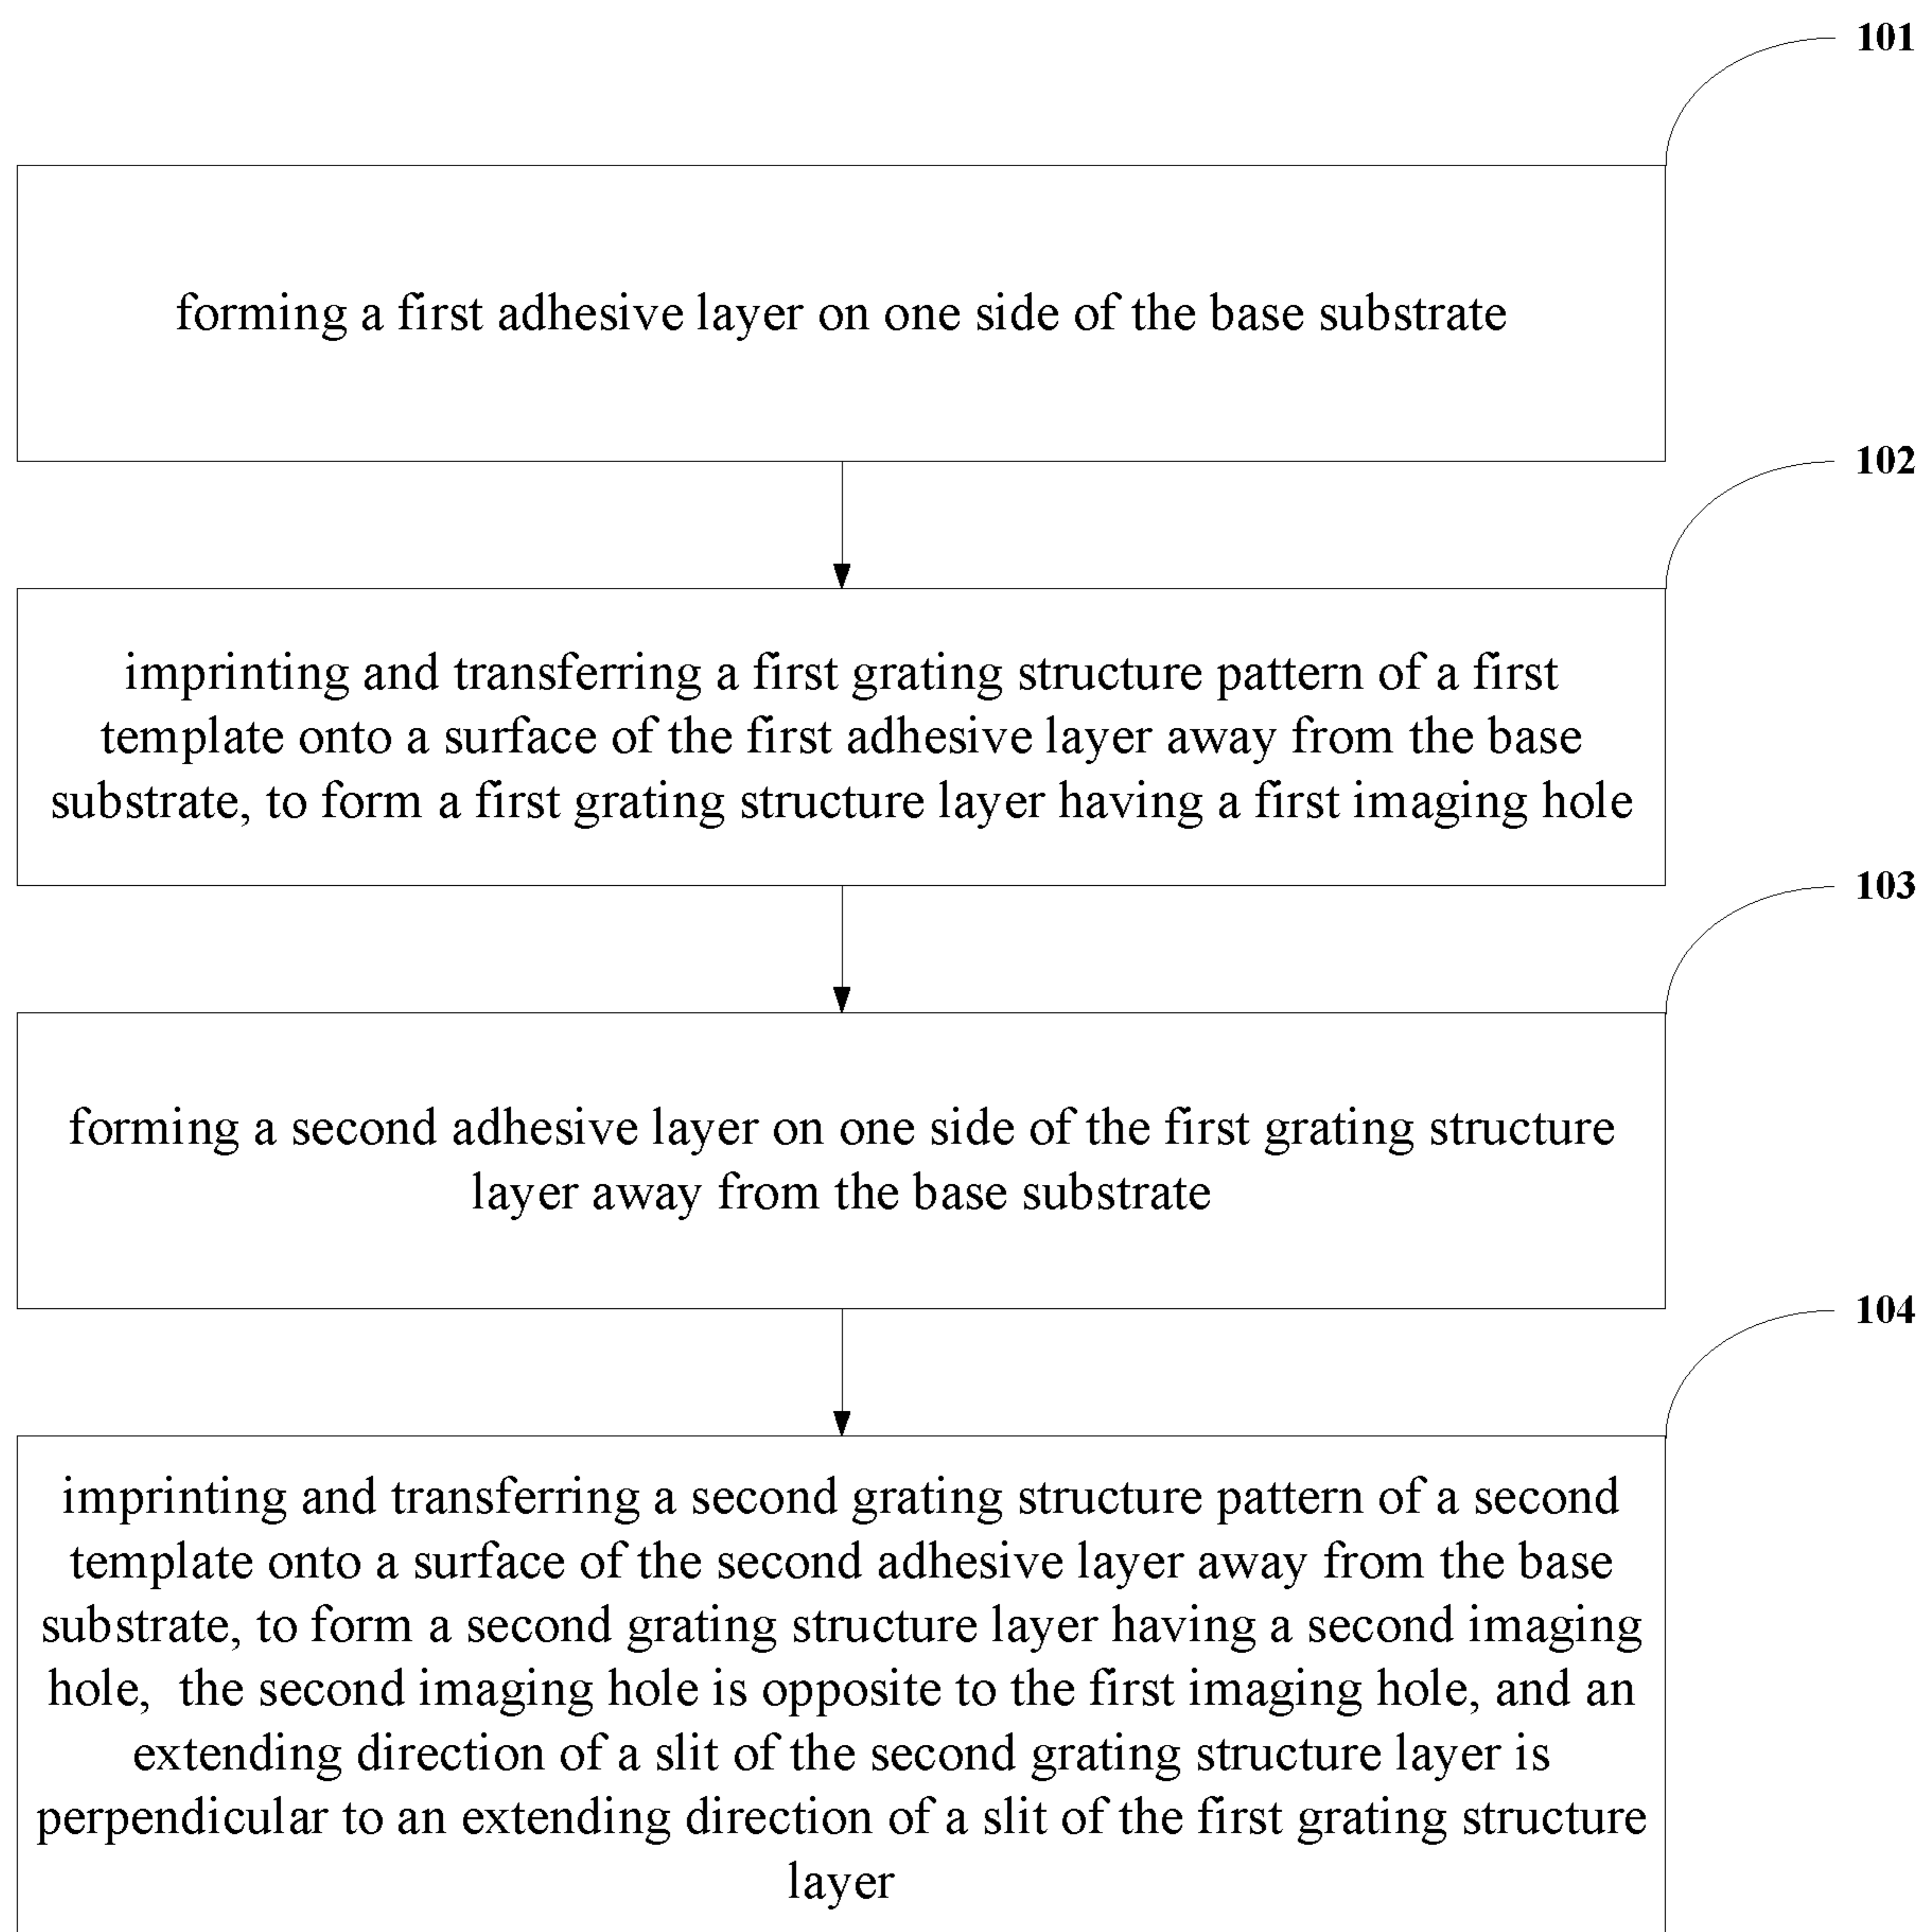 101
forming a first adhesive layer on one side of the base substrate
102
imprinting and transferring a first grating structure pattern of a first
template onto a surface of the first adhesive layer away from the base
substrate, to form a first grating structure layer having a first imaging hole
103
forming a second adhesive layer on one side of the first grating structure
layer away from the base substrate
104
imprinting and transferring a second grating structure pattern of a second
template onto a surface of the second adhesive layer away from the base
substrate, to form a second grating structure layer having a second imaging
hole,  the second imaging hole is opposite to the first imaging hole, and an
extending direction of a slit of the second grating structure layer is
perpendicular to an extending direction of a slit of the first grating structure
layer